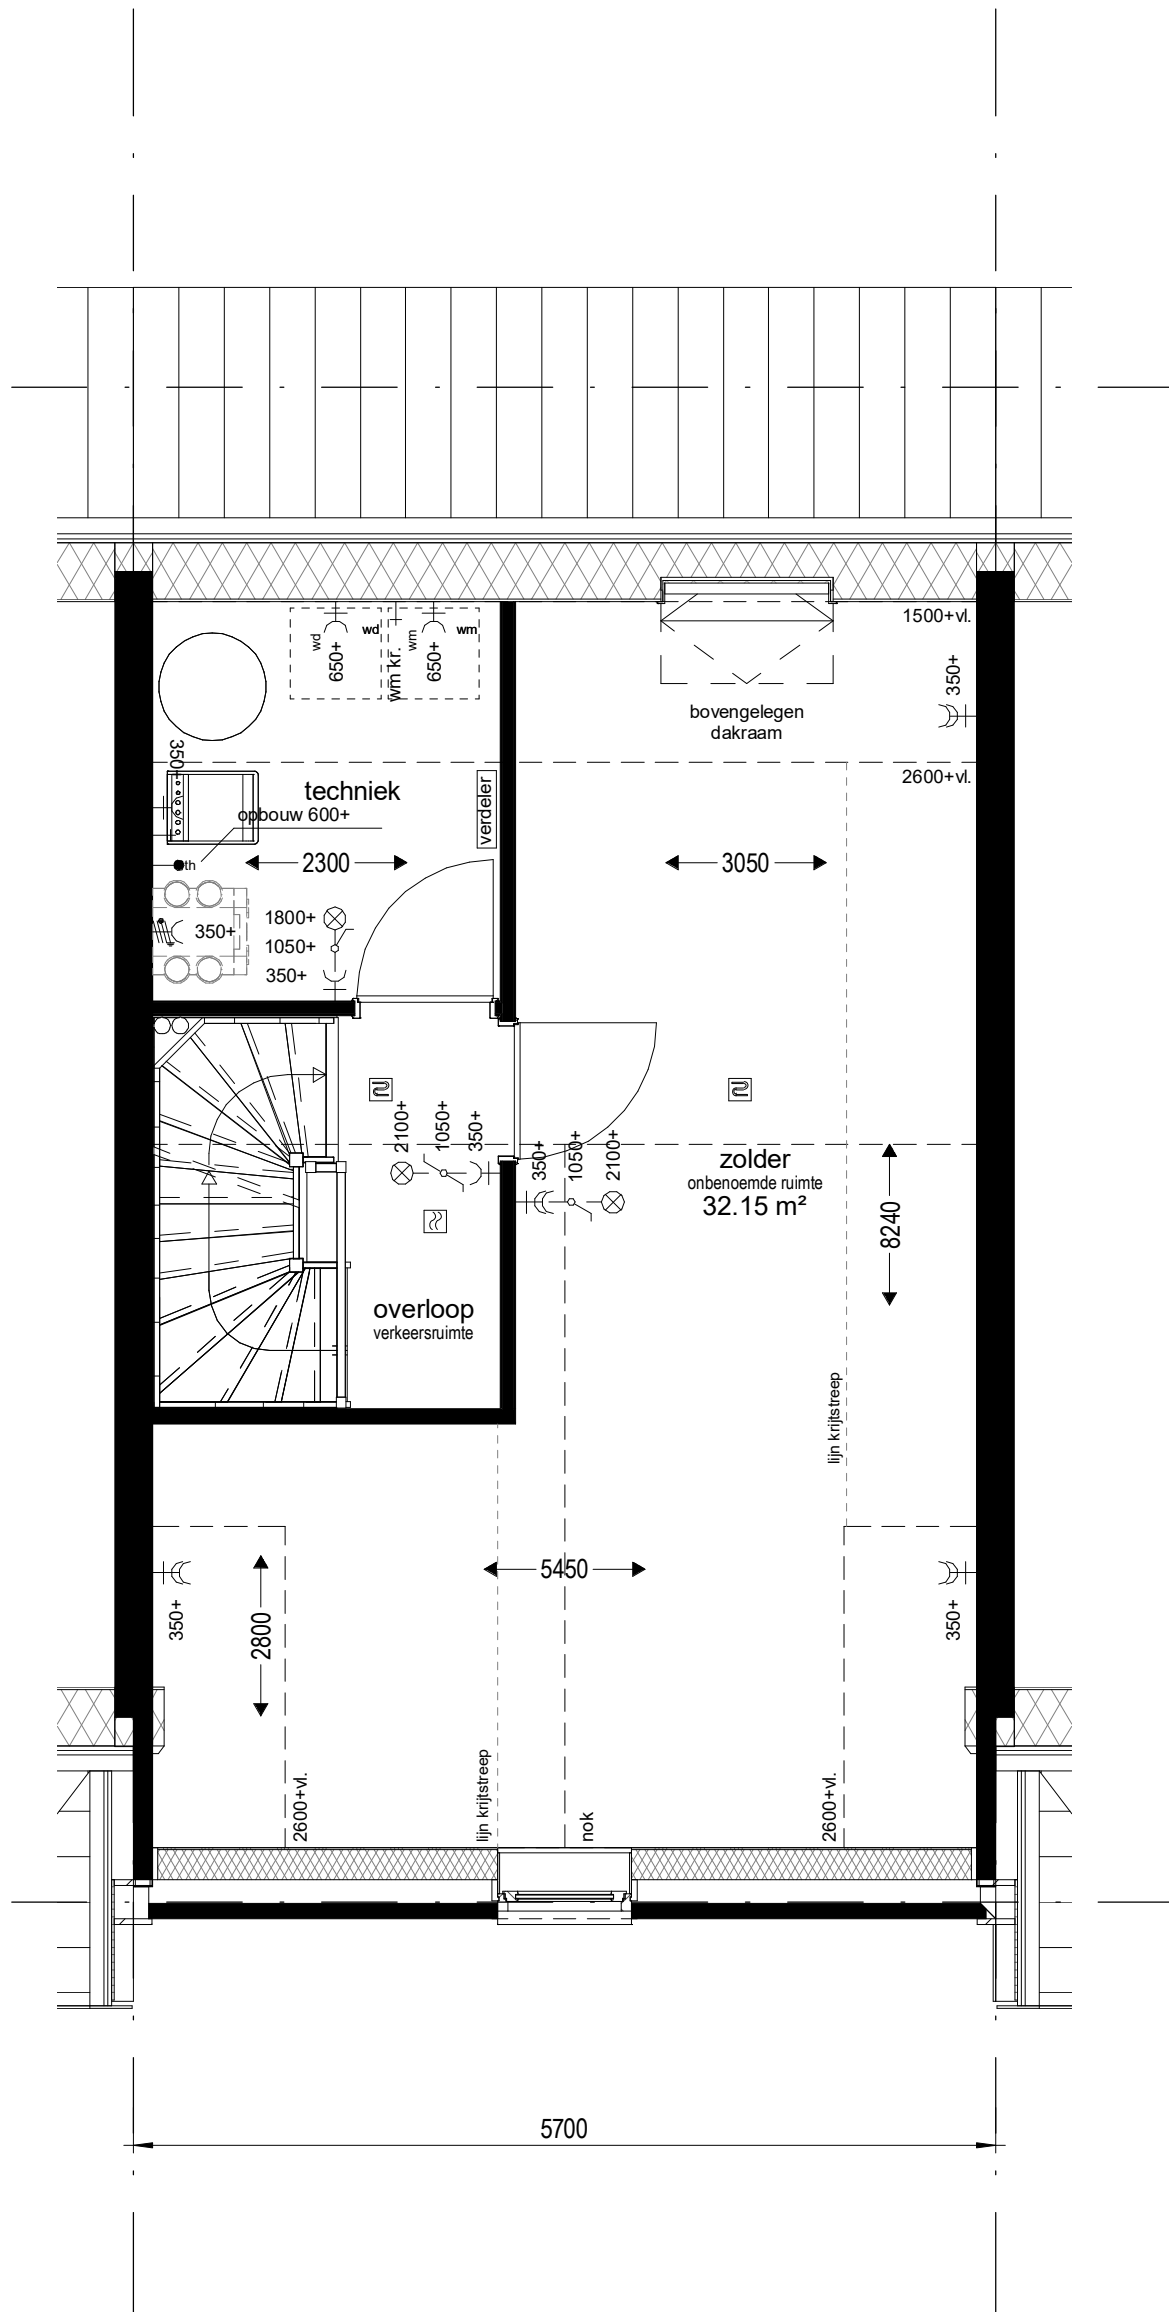 1500+vl.
wd
wd
650+
wm kr.
wm
650+
wm
350+
bovengelegen
dakraam
350+
2600+vl.
techniek
verdeler
opbouw 600+
th
2300
3050
350+
1800+
1050+
350+
2100+
1050+
350+
350+
1050+
2100+
zolder
onbenoemde ruimte
32.15 m²
8240
overloop
verkeersruimte
lijn krijtstreep
5450
350+
2800
350+
2600+vl.
lijn krijtstreep
nok
2600+vl.
5700